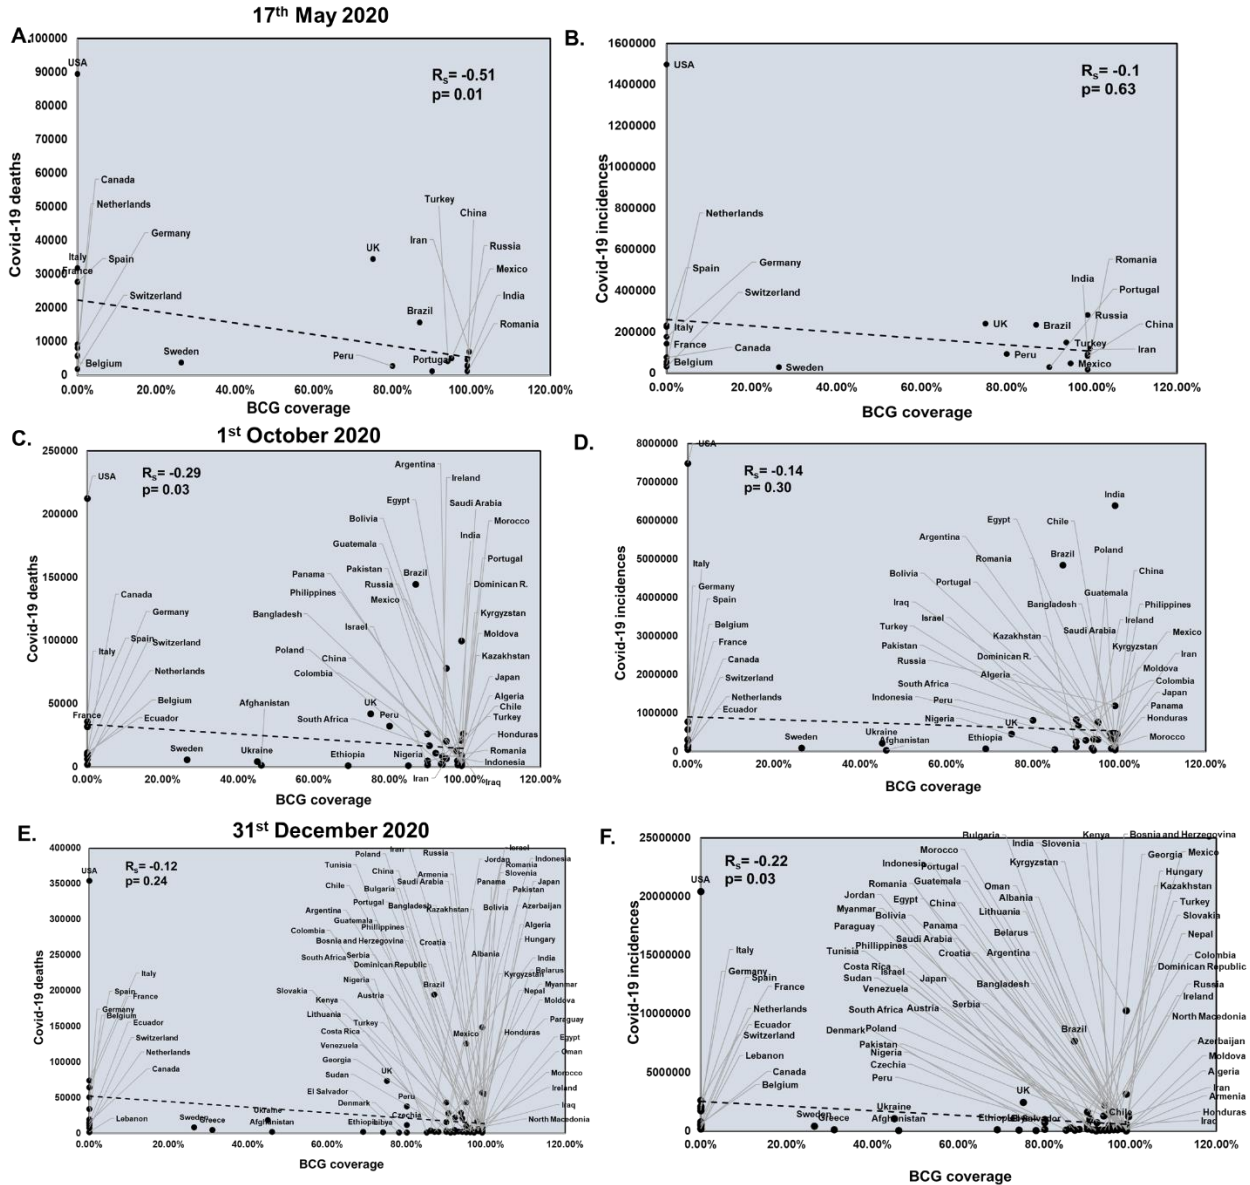 17th May 2020
A.
100000
90000
80000
70000
60000
50000
40000
30000
20000
10000
0
Covid-19 deaths
USA
Rs= -0.51
p= 0.01
Canada
Netherlands
Germany
Italy
Spain
France
Switzerland
Belgium
Sweden
UK
Brazil
Peru
Portugal
Turkey
China
Iran
Russia
Mexico
India
Romania
0.00%
20.00%
40.00%
60.00%
80.00%
100.00%
120.00%
BCG coverage
B.
1600000
1400000
1200000
1000000
800000
600000
400000
200000
0
Covid-19 incidences
USA
Rs= -0.1
p= 0.63
Netherlands
Spain
Germany
Switzerland
Italy
France
Canada
Belgium
Sweden
UK
Brazil
Peru
Romania
India
Portugal
Russia
China
Turkey
Iran
Mexico
0.00%
20.00%
40.00%
60.00%
80.00%
100.00%
120.00%
BCG coverage
1st October 2020
C.
250000
200000
150000
100000
50000
0
Covid-19 deaths
USA
Rs= -0.29
p= 0.03
Argentina
Ireland
Egypt
Saudi Arabia
Bolivia
Morocco
India
Guatemala
Portugal
Pakistan
Brazil
Panama
Russia
Dominican R.
Philippines
Mexico
Canada
Germany
Bangladesh
Kyrgyzstan
Israel
Moldova
Spain
Switzerland
Italy
Poland
China
Kazakhstan
Netherlands
Colombia
Japan
Belgium
Afghanistan
UK
Algeria
Chile
France
Ecuador
South Africa
Peru
Turkey
Honduras
Sweden
Ukraine
Ethiopia
Nigeria
Romania
Indonesia
Iran
Iraq
0.00%
20.00%
40.00%
60.00%
80.00%
100.00%
120.00%
BCG coverage
D.
8000000
7000000
6000000
5000000
4000000
3000000
2000000
1000000
0
Covid-19 incidences
USA
Rs= -0.14
p= 0.30
India
Egypt
Chile
Argentina
Romania
Brazil
Poland
Italy
Bolivia
Portugal
China
Germany
Guatemala
Spain
Iraq
Bangladesh
Philippines
Belgium
Turkey
Israel
Saudi Arabia
Ireland
Mexico
France
Pakistan
Kazakhstan
Kyrgyzstan
Iran
Canada
Russia
Dominican R.
Moldova
Switzerland
South Africa
Algeria
Colombia
Netherlands
Indonesia
Peru
Japan
Ecuador
Nigeria
Panama
UK
Honduras
Sweden
Ukraine
Afghanistan
Ethiopia
Morocco
0.00%
20.00%
40.00%
60.00%
80.00%
100.00%
120.00%
BCG coverage
31st December 2020
E.
400000
350000
300000
250000
200000
150000
100000
50000
0
Covid-19 deaths
USA
Rs= -0.12
p= 0.24
Iran
Israel
Poland
Russia
Jordan
Indonesia
Tunisia
Romania
China
Armenia
Slovenia
Chile
Saudi Arabia
Panama
Japan
Bulgaria
Pakistan
Portugal
Bangladesh
Kazakhstan
Bolivia
Azerbaijan
Argentina
Guatemala
Phillippines
Algeria
Colombia
Bosnia and Herzegovina
Croatia
Hungary
South Africa
Serbia
Albania
India
Dominican Republic
Belarus
Italy
Nigeria
Brazil
Kyrgyzstan
Myanmar
Spain
France
Slovakia
Austria
Nepal
Kenya
Moldova
Germany
Belgium
Lithuania
Ecuador
Turkey
Paraguay
Costa Rica
Mexico
Honduras
Switzerland
Venezuela
Egypt
Netherlands
Georgia
Oman
Canada
Sudan
UK
Morocco
El Salvador
Peru
Ireland
Denmark
Iraq
Lebanon
Sweden
Greece
Ukraine
Afghanistan
Ethiopia
Libya
Czechia
North Macedonia
0.00%
20.00%
40.00%
60.00%
80.00%
100.00%
120.00%
BCG coverage
F.
25000000
20000000
15000000
10000000
5000000
0
Covid-19 incidences
USA
Rs= -0.22
p= 0.03
Bulgaria
Kenya
Bosnia and Herzegovina
India
Slovenia
Morocco
Georgia
Mexico
Indonesia
Portugal
Kyrgyzstan
Hungary
Romania
Guatemala
Oman
Kazakhstan
Jordan
Egypt
China
Albania
Turkey
Myanmar
Lithuania
Bolivia
Slovakia
Paraguay
Panama
Belarus
Nepal
Saudi Arabia
Phillippines
Tunisia
Croatia
Argentina
Colombia
Italy
Costa Rica
Israel
Dominican Republic
Germany
Sudan
Japan
Bangladesh
Russia
Spain
France
Venezuela
Ireland
Netherlands
South Africa
Austria
Serbia
North Macedonia
Ecuador
Switzerland
Denmark
Poland
Brazil
Pakistan
Azerbaijan
Lebanon
Nigeria
Moldova
Canada
Czechia
Algeria
Belgium
Peru
Iran
UK
Armenia
Ukraine
Chile
Honduras
Sweden
Greece
Afghanistan
Ethiopia
El Salvador
Iraq
0.00%
20.00%
40.00%
60.00%
80.00%
100.00%
120.00%
BCG coverage